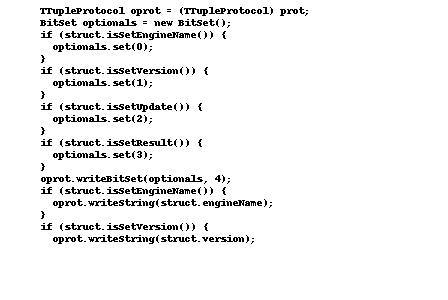 TTupleProtocol oprot = (TTupleProtocol) prot;
BitSet optionals = new BitSet();
if (struct.isSetEngineName()) {
  optionals.set(0);
}
if (struct.isSetVersion()) {
  optionals.set(1);
}
if (struct.isSetUpdate()) {
  optionals.set(2);
}
if (struct.isSetResult()) {
  optionals.set(3);
}
oprot.writeBitSet(optionals, 4);
if (struct.isSetEngineName()) {
  oprot.writeString(struct.engineName);
}
if (struct.isSetVersion()) {
  oprot.writeString(struct.version);